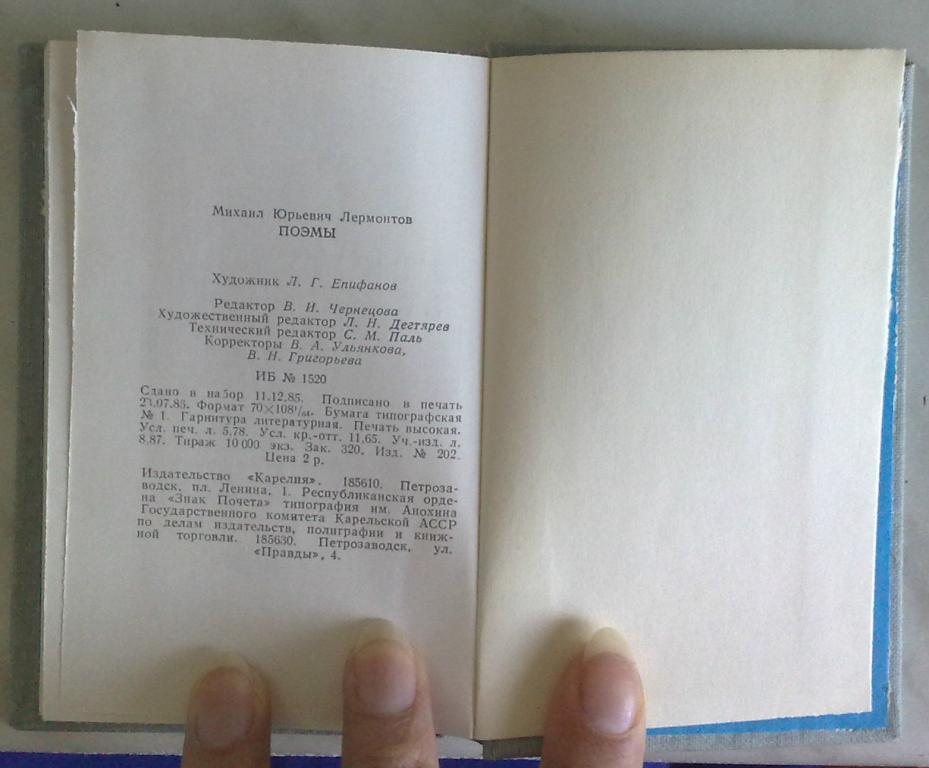 Михаил Юрьевич Лермонтов
ПОЭМЫ
Художник Л. Г. Епифанов
Редактор В. И. Чернецова
Художественный редактор Л. Н. Дегтярев
Технический редактор С. М. Паль
Корректоры В. А. Ульянкова,
В. Н. Григорьева
ИБ № 1520
Сдано в набор 11.12.85. Подписано в печать
23.07.86. Формат 70×108 1/64. Бумага типографская
№ 1. Гарнитура литературная. Печать высокая.
Усл. печ. л. 5,78. Усл. кр.-отт. 11,65. Уч.-изд. л.
8,87. Тираж 10 000 экз. Зак. 320. Изд. № 202.
Цена 2 р.
Издательство «Карелия». 185610. Петроза-
водск, пл. Ленина, 1. Республиканская орде-
на «Знак Почета» типография им. Анохина
Государственного комитета Карельской АССР
по делам издательств, полиграфии и книж-
ной торговли. 185630. Петрозаводск, ул.
«Правды», 4.